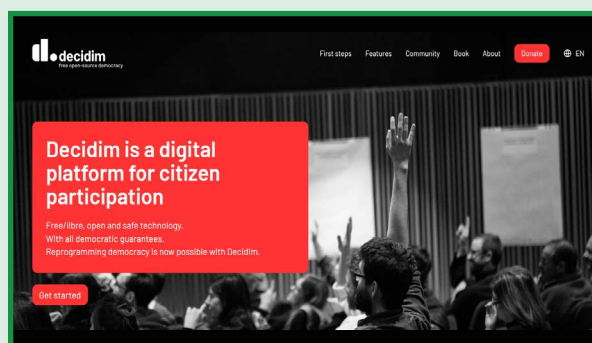 decidim
free open-source democracy
First steps Features Community Book About Donate EN
Decidim is a digital
platform for citizen
participation
Free/libre, open and safe technology.
With all democratic guarantees.
Reprogramming democracy is now possible with Decidim.
Get started